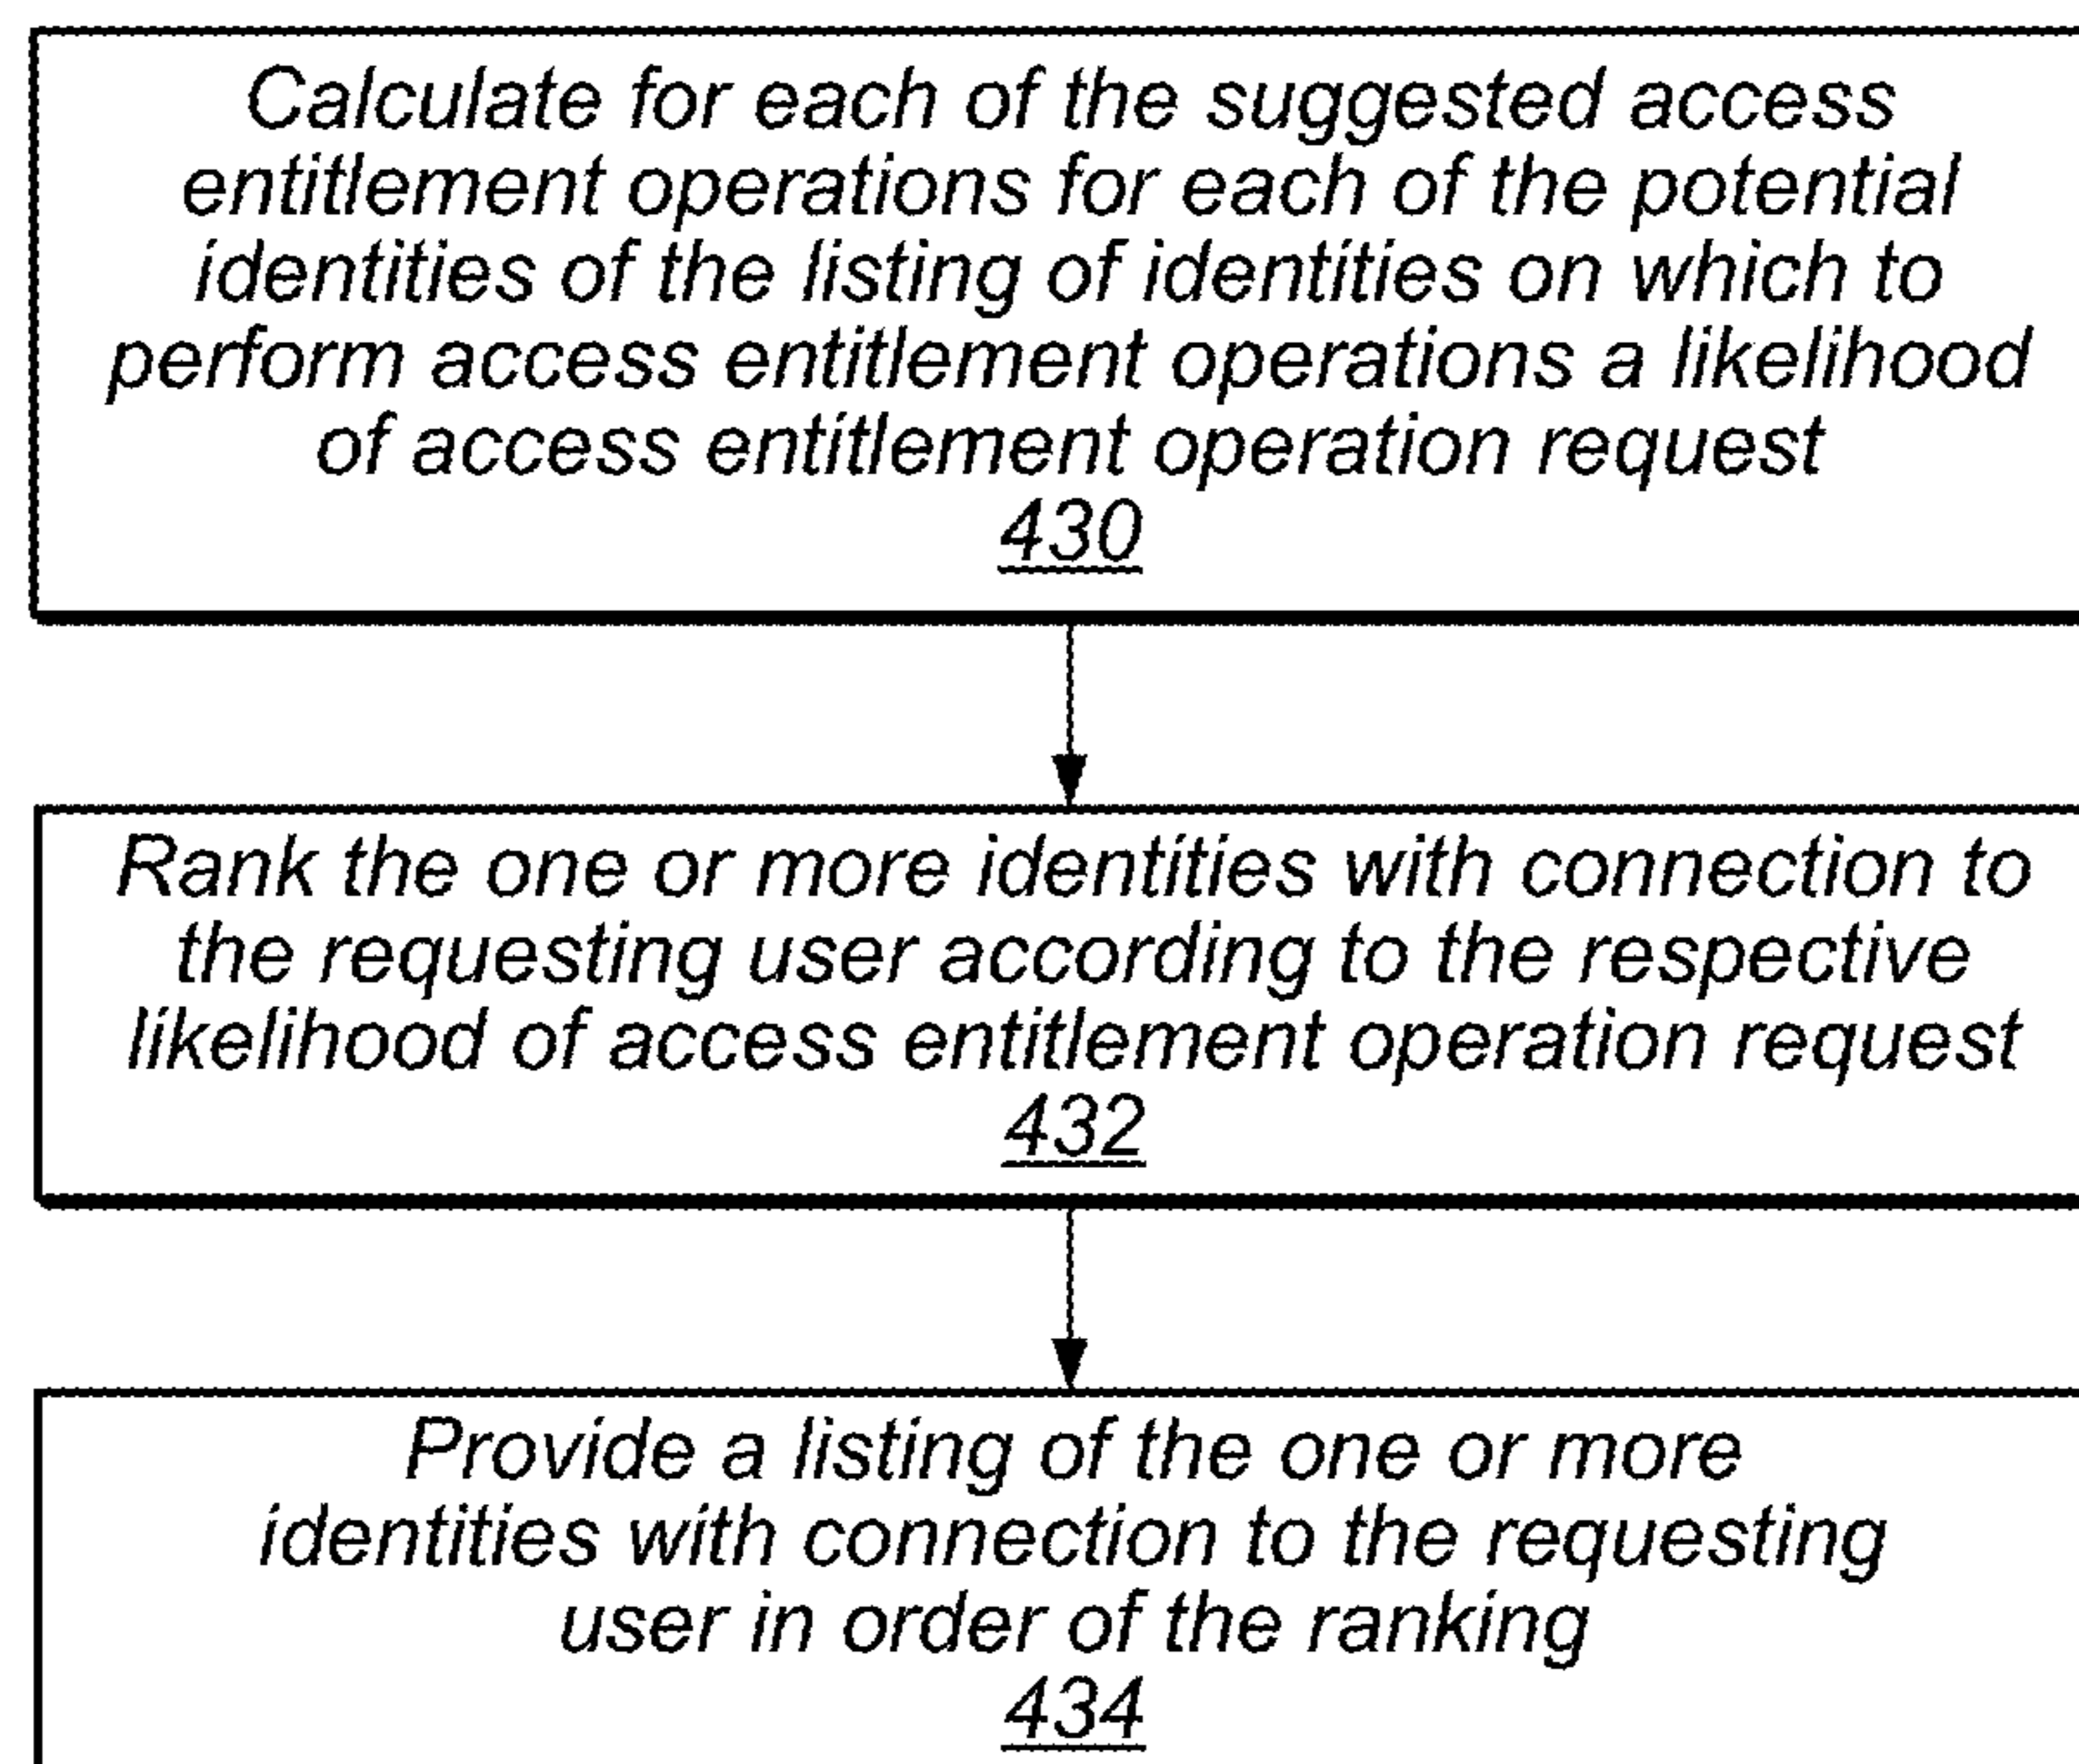 Calculate for each of the suggested access
entitlement operations for each of the potential
identities of the listing of identities on which to
perform access entitlement operations a likelihood
of access entitlement operation request
430
Rank the one or more identities with connection to
the requesting user according to the respective
likelihood of access entitlement operation request
432
Provide a listing of the one or more
identities with connection to the requesting
user in order of the ranking
434